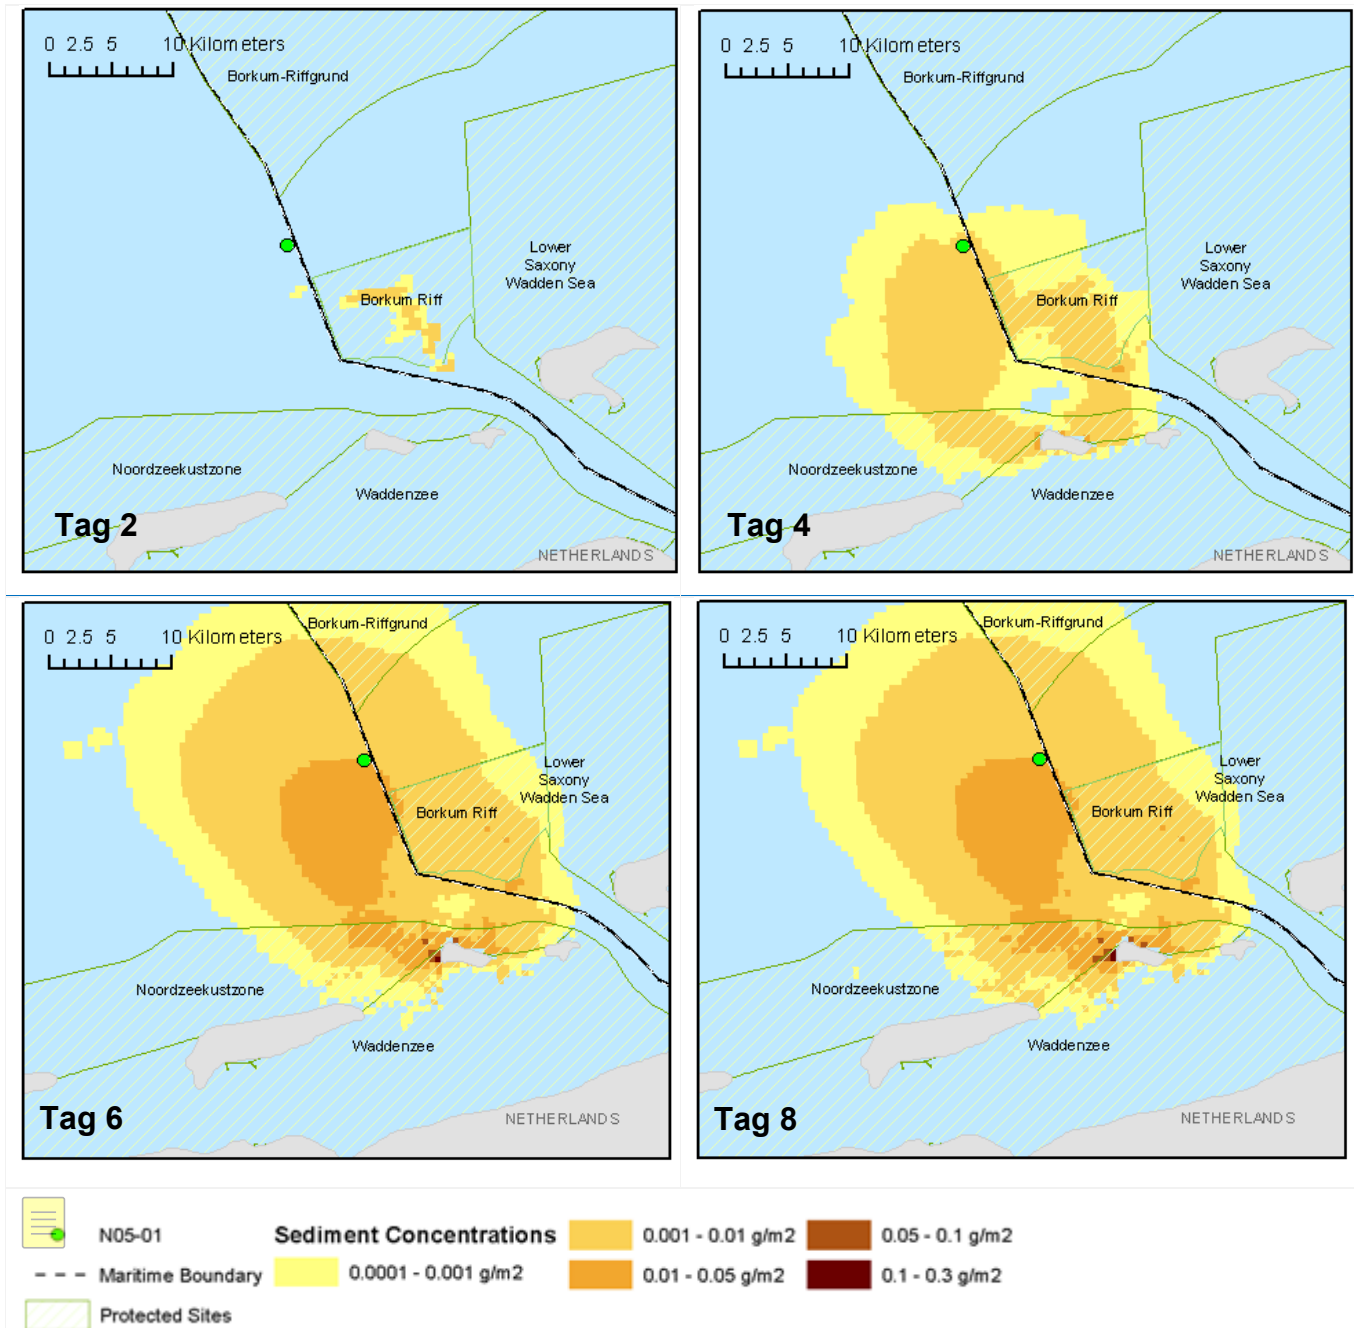 0 2.5 5 10 Kilometers
Borkum-Riffgrund
Lower
Saxony
Wadden Sea
Borkum Riff
Noordzeekustzone
Waddenzee
Tag 2
NETHERLANDS
0 2.5 5 10 Kilometers
Borkum-Riffgrund
Lower
Saxony
Wadden Sea
Borkum Riff
Noordzeekustzone
Waddenzee
Tag 4
NETHERLANDS
0 2.5 5 10 Kilometers
Borkum-Riffgrund
Lower
Saxony
Wadden Sea
Borkum Riff
Noordzeekustzone
Waddenzee
Tag 6
NETHERLANDS
0 2.5 5 10 Kilometers
Borkum-Riffgrund
Lower
Saxony
Wadden Sea
Borkum Riff
Noordzeekustzone
Waddenzee
Tag 8
NETHERLANDS
N05-01
Maritime Boundary
Protected Sites
Sediment Concentrations
0.0001 - 0.001 g/m2
0.001 - 0.01 g/m2
0.01 - 0.05 g/m2
0.05 - 0.1 g/m2
0.1 - 0.3 g/m2